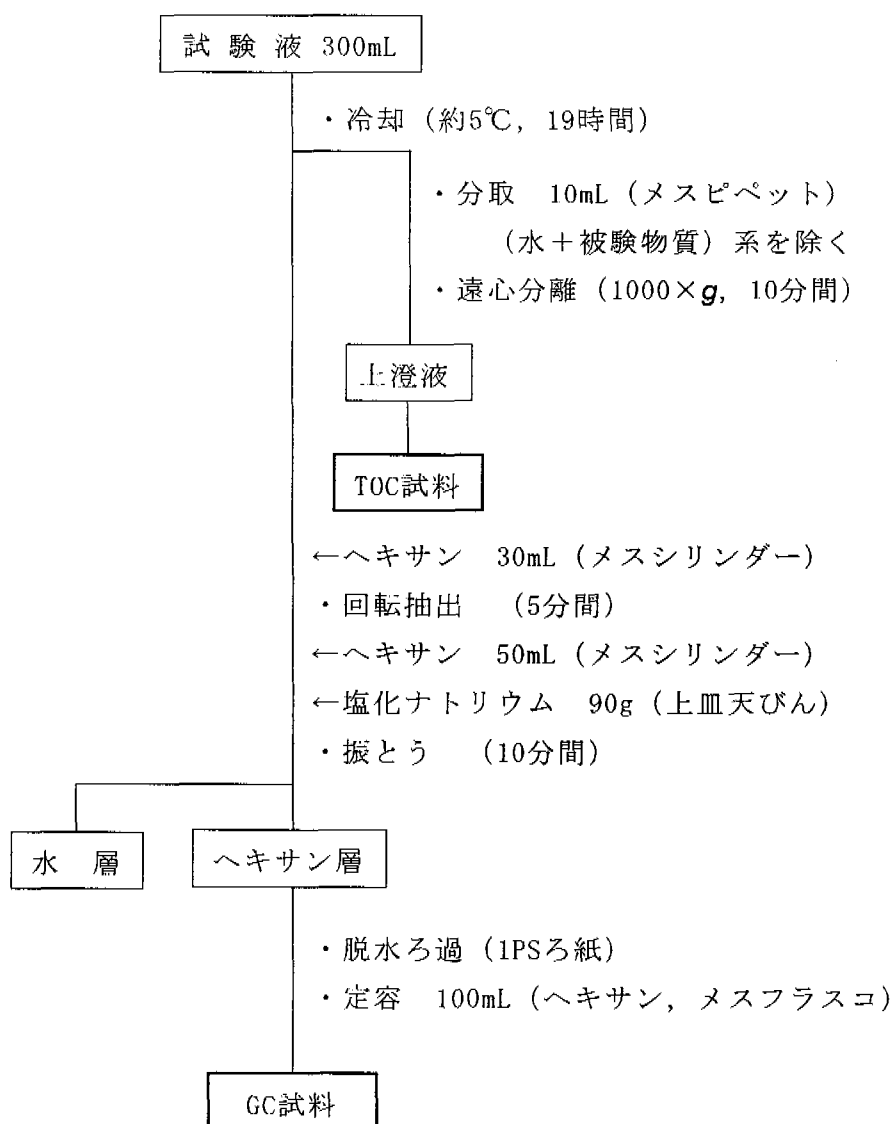 試験液 300mL
・冷却（約5℃, 19時間）
・分取 10mL（メスピペット）
（水＋被験物質）系を除く
・遠心分離（1000×g, 10分間）
上澄液
TOC試料
←ヘキサン 30mL（メスシリンダー）
・回転抽出 （5分間）
←ヘキサン 50mL（メスシリンダー）
←塩化ナトリウム 90g（上皿天びん）
・振とう （10分間）
水 層
ヘキサン層
・脱水ろ過（1PSろ紙）
・定容 100mL（ヘキサン, メスフラスコ）
GC試料